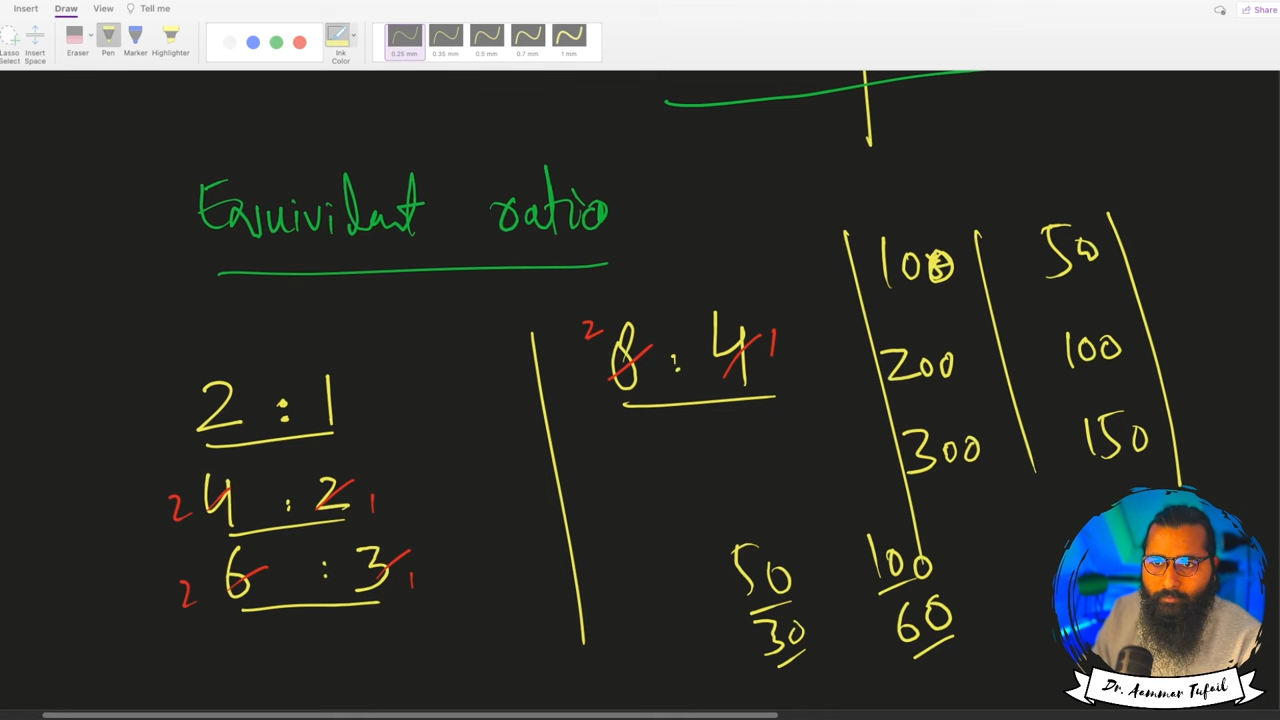 Insert Draw View Tell me
Share
Lasso Select
Insert Space
Eraser
Pen
Marker
Highlighter
Ink Color
0.25 mm
0.35 mm
0.5 mm
0.7 mm
1 mm
Equivilent ratio
2 : 1
2 4 : 2 1
2 6 : 3 1
2 8 : 4 1
100 50
200 100
300 150
50 100
30 60
Dr. Aammar Tufail